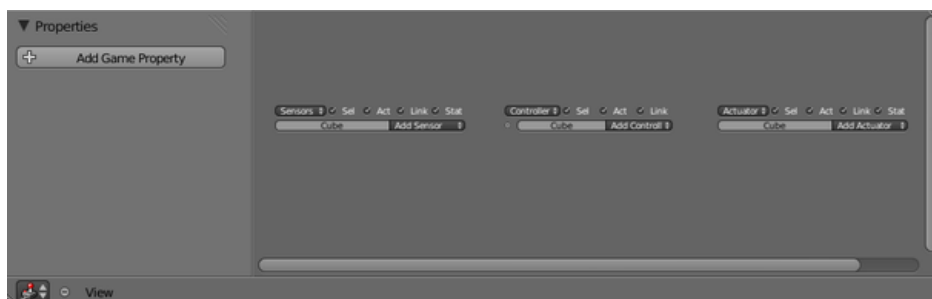 Properties
Add Game Property
Sensors Sel Act Link Stat
Cube Add Sensor
Controller Sel Act Link
Cube Add Controll
Actuator Sel Act Link Stat
Cube Add Actuator
View